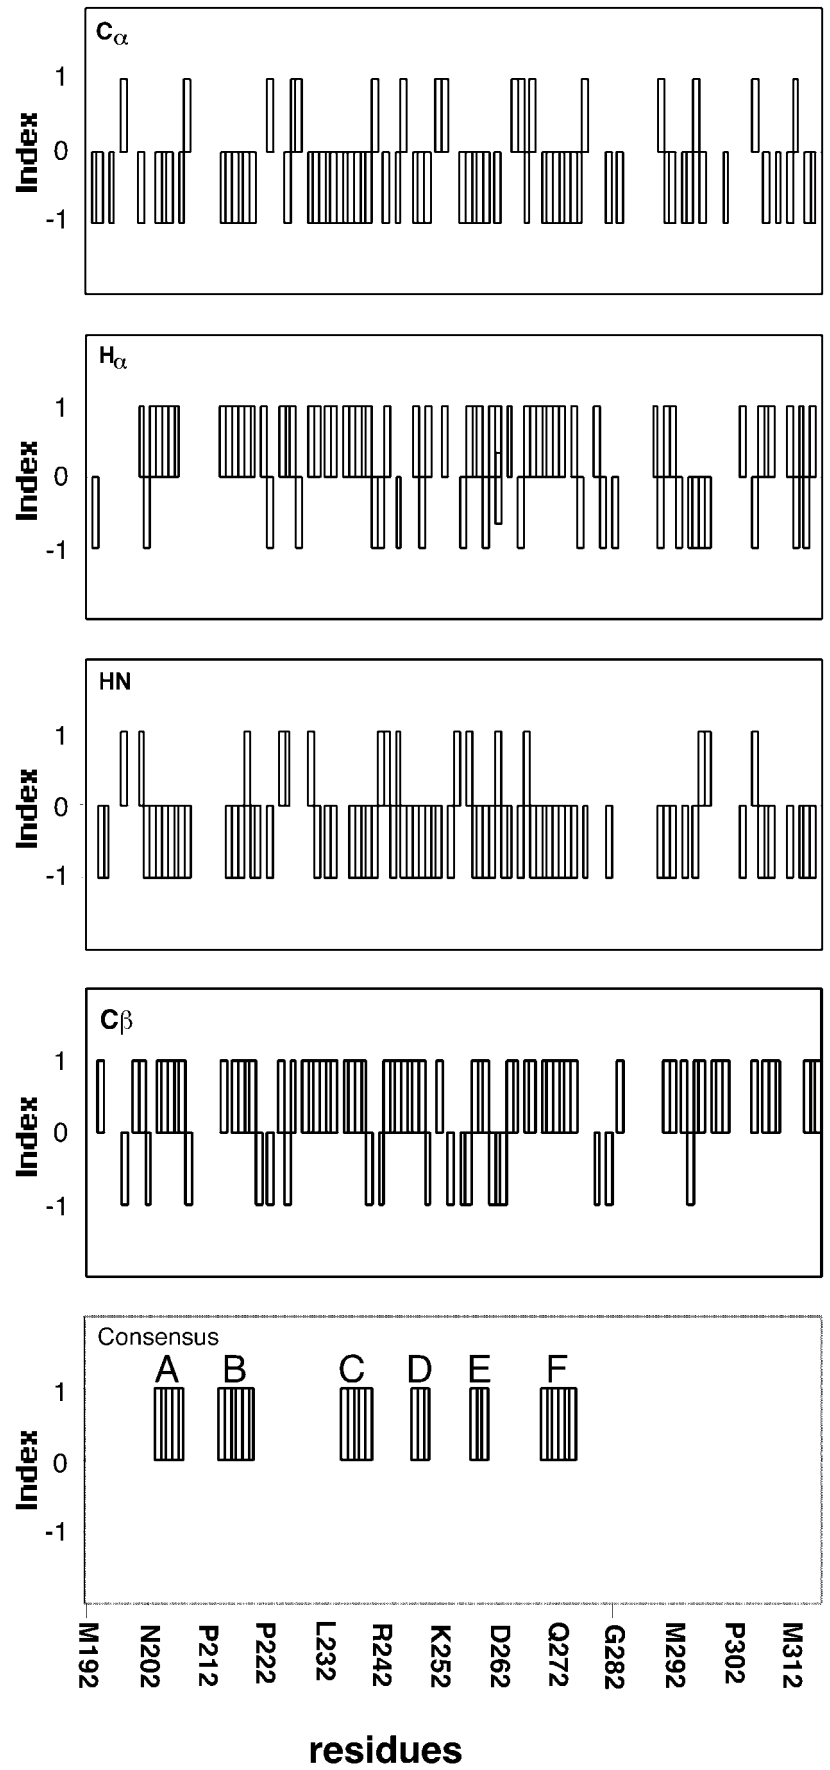 Cα
1
0
-1
Index
Hα
1
0
-1
Index
HN
1
0
-1
Index
Cβ
1
0
-1
Index
Consensus
A B C D E F
1
0
-1
Index
M192 N202 P212 P222 L232 R242 K252 D262 Q272 G282 M292 P302 M312
residues